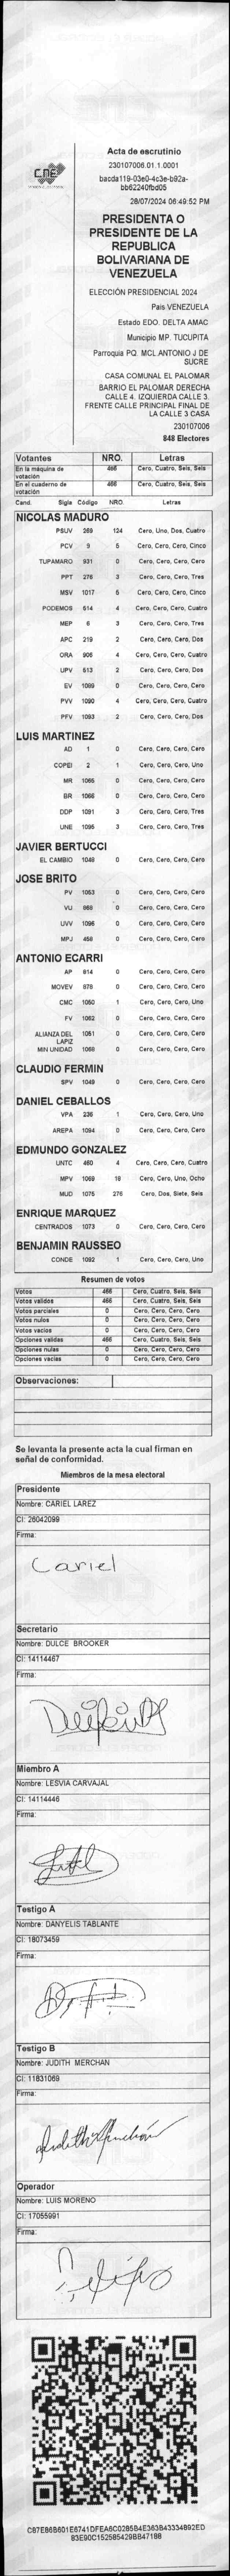 CNE
Acta de escrutinio
230107006.01.1.0001
bacda119-03e0-4c3e-b92a-
bb62240fbd05
28/07/2024 06:49:52 PM
PRESIDENTA O
PRESIDENTE DE LA
REPUBLICA
BOLIVARIANA DE
VENEZUELA
ELECCIÓN PRESIDENCIAL 2024
Pais VENEZUELA
Estado EDO. DELTA AMAC
Municipio MP. TUCUPITA
Parroquia PQ. MCL ANTONIO J DE
SUCRE
CASA COMUNAL EL PALOMAR
BARRIO EL PALOMAR DERECHA
CALLE 4. IZQUIERDA CALLE 3.
FRENTE CALLE PRINCIPAL FINAL DE
LA CALLE 3 CASA
230107006
848 Electores
Votantes NRO. Letras
En la máquina de votación 466 Cero, Cuatro, Seis, Seis
En el cuaderno de votación 466 Cero, Cuatro, Seis, Seis
Cand. Sigla Código NRO. Letras
NICOLAS MADURO
PSUV 269 124 Cero, Uno, Dos, Cuatro
PCV 9 5 Cero, Cero, Cero, Cinco
TUPAMARO 931 0 Cero, Cero, Cero, Cero
PPT 276 3 Cero, Cero, Cero, Tres
MSV 1017 5 Cero, Cero, Cero, Cinco
PODEMOS 514 4 Cero, Cero, Cero, Cuatro
MEP 6 3 Cero, Cero, Cero, Tres
APC 219 2 Cero, Cero, Cero, Dos
ORA 906 4 Cero, Cero, Cero, Cuatro
UPV 513 2 Cero, Cero, Cero, Dos
EV 1089 0 Cero, Cero, Cero, Cero
PVV 1090 4 Cero, Cero, Cero, Cuatro
PFV 1093 2 Cero, Cero, Cero, Dos
LUIS MARTINEZ
AD 1 0 Cero, Cero, Cero, Cero
COPEI 2 1 Cero, Cero, Cero, Uno
MR 1065 0 Cero, Cero, Cero, Cero
BR 1066 0 Cero, Cero, Cero, Cero
DDP 1091 3 Cero, Cero, Cero, Tres
UNE 1095 3 Cero, Cero, Cero, Tres
JAVIER BERTUCCI
EL CAMBIO 1048 0 Cero, Cero, Cero, Cero
JOSE BRITO
PV 1053 0 Cero, Cero, Cero, Cero
VU 868 0 Cero, Cero, Cero, Cero
UVV 1096 0 Cero, Cero, Cero, Cero
MPJ 458 0 Cero, Cero, Cero, Cero
ANTONIO ECARRI
AP 614 0 Cero, Cero, Cero, Cero
MOVEV 878 0 Cero, Cero, Cero, Cero
CMC 1050 1 Cero, Cero, Cero, Uno
FV 1062 0 Cero, Cero, Cero, Cero
ALIANZA DEL LAPIZ 1051 0 Cero, Cero, Cero, Cero
MIN UNIDAD 1068 0 Cero, Cero, Cero, Cero
CLAUDIO FERMIN
SPV 1049 0 Cero, Cero, Cero, Cero
DANIEL CEBALLOS
VPA 236 1 Cero, Cero, Cero, Uno
AREPA 1094 0 Cero, Cero, Cero, Cero
EDMUNDO GONZALEZ
UNTC 460 4 Cero, Cero, Cero, Cuatro
MPV 1069 18 Cero, Cero, Uno, Ocho
MUD 1075 276 Cero, Dos, Siete, Seis
ENRIQUE MARQUEZ
CENTRADOS 1073 0 Cero, Cero, Cero, Cero
BENJAMIN RAUSSEO
CONDE 1092 1 Cero, Cero, Cero, Uno
Resumen de votos
Votos 466 Cero, Cuatro, Seis, Seis
Votos validos 466 Cero, Cuatro, Seis, Seis
Votos parciales 0 Cero, Cero, Cero, Cero
Votos nulos 0 Cero, Cero, Cero, Cero
Votos vacios 0 Cero, Cero, Cero, Cero
Opciones validas 466 Cero, Cuatro, Seis, Seis
Opciones nulas 0 Cero, Cero, Cero, Cero
Opciones vacias 0 Cero, Cero, Cero, Cero
Observaciones:
Se levanta la presente acta la cual firman en
señal de conformidad.
Miembros de la mesa electoral
Presidente
Nombre: CARIEL LAREZ
CI: 26042099
Firma:
Cariel
Secretario
Nombre: DULCE BROOKER
CI: 14114467
Firma:
Miembro A
Nombre: LESVIA CARVAJAL
CI: 14114446
Firma:
Testigo A
Nombre: DANYELIS TABLANTE
CI: 18073459
Firma:
Testigo B
Nombre: JUDITH MERCHAN
CI: 11831069
Firma:
Judith Merchán
Operador
Nombre: LUIS MORENO
CI: 17055991
Firma:
C87E86B601E6741DFEA6C0285B4E363B43334892ED
83E90C152585429BB47188